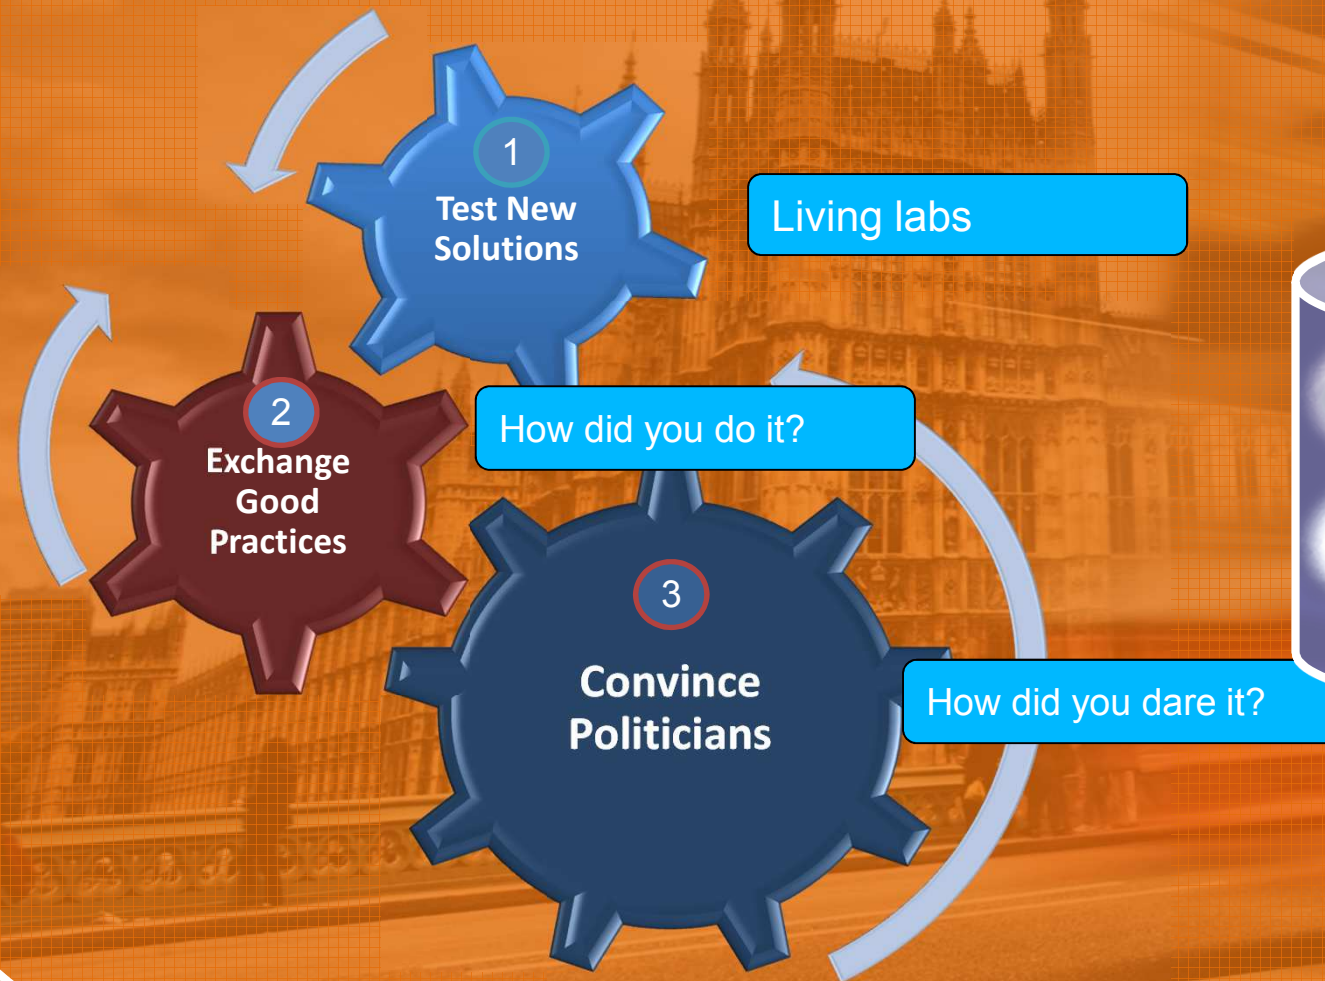 1
Test New
Solutions
Living labs
2
Exchange
Good
Practices
How did you do it?
3
Convince
Politicians
How did you dare it?